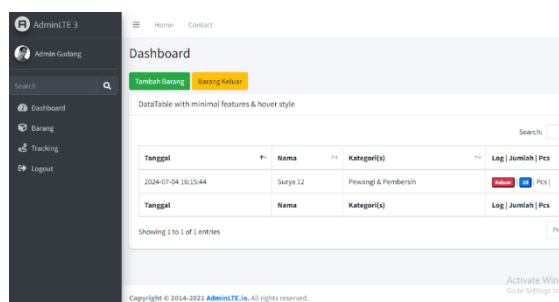 AdminLTE 3
Home Contact
Admin Gudang
Dashboard
Search
Tambah Barang Barang Keluar
Dashboard
DataTable with minimal features & hover style
Barang
Search:
Tracking
Logout
Tanggal Nama Kategori(s) Log | Jumlah | Pcs
2024-07-04 16:15:44 Surya 12 Pewangi & Pembersih Keluar | 10 | Pcs |
Tanggal Nama Kategori(s) Log | Jumlah | Pcs
Showing 1 to 1 of 1 entries
Activate Win
Go to Settings to
Copyright © 2014-2021 AdminLTE.io. All rights reserved.